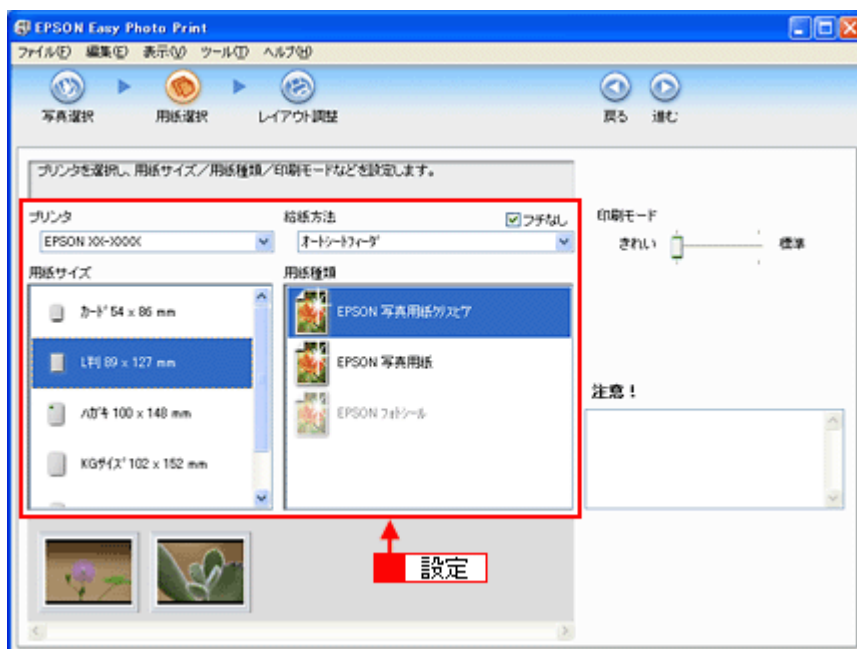 EPSON Easy Photo Print
ファイル(F) 編集(E) 表示(V) ツール(T) ヘルプ(H)
写真選択 用紙選択 レイアウト調整 戻る 進む
プリンタを選択し、用紙サイズ/用紙種類/印刷モードなどを設定します。
プリンタ 給紙方法 フチなし 印刷モード
EPSON XX-XXXX オートシートフィーダ きれい 標準
用紙サイズ 用紙種類
カード 54 x 86 mm EPSON 写真用紙クリスピア
L判 89 x 127 mm EPSON 写真用紙
注意!
ハガキ 100 x 148 mm EPSON フォトシール
KGサイズ 102 x 152 mm
設定